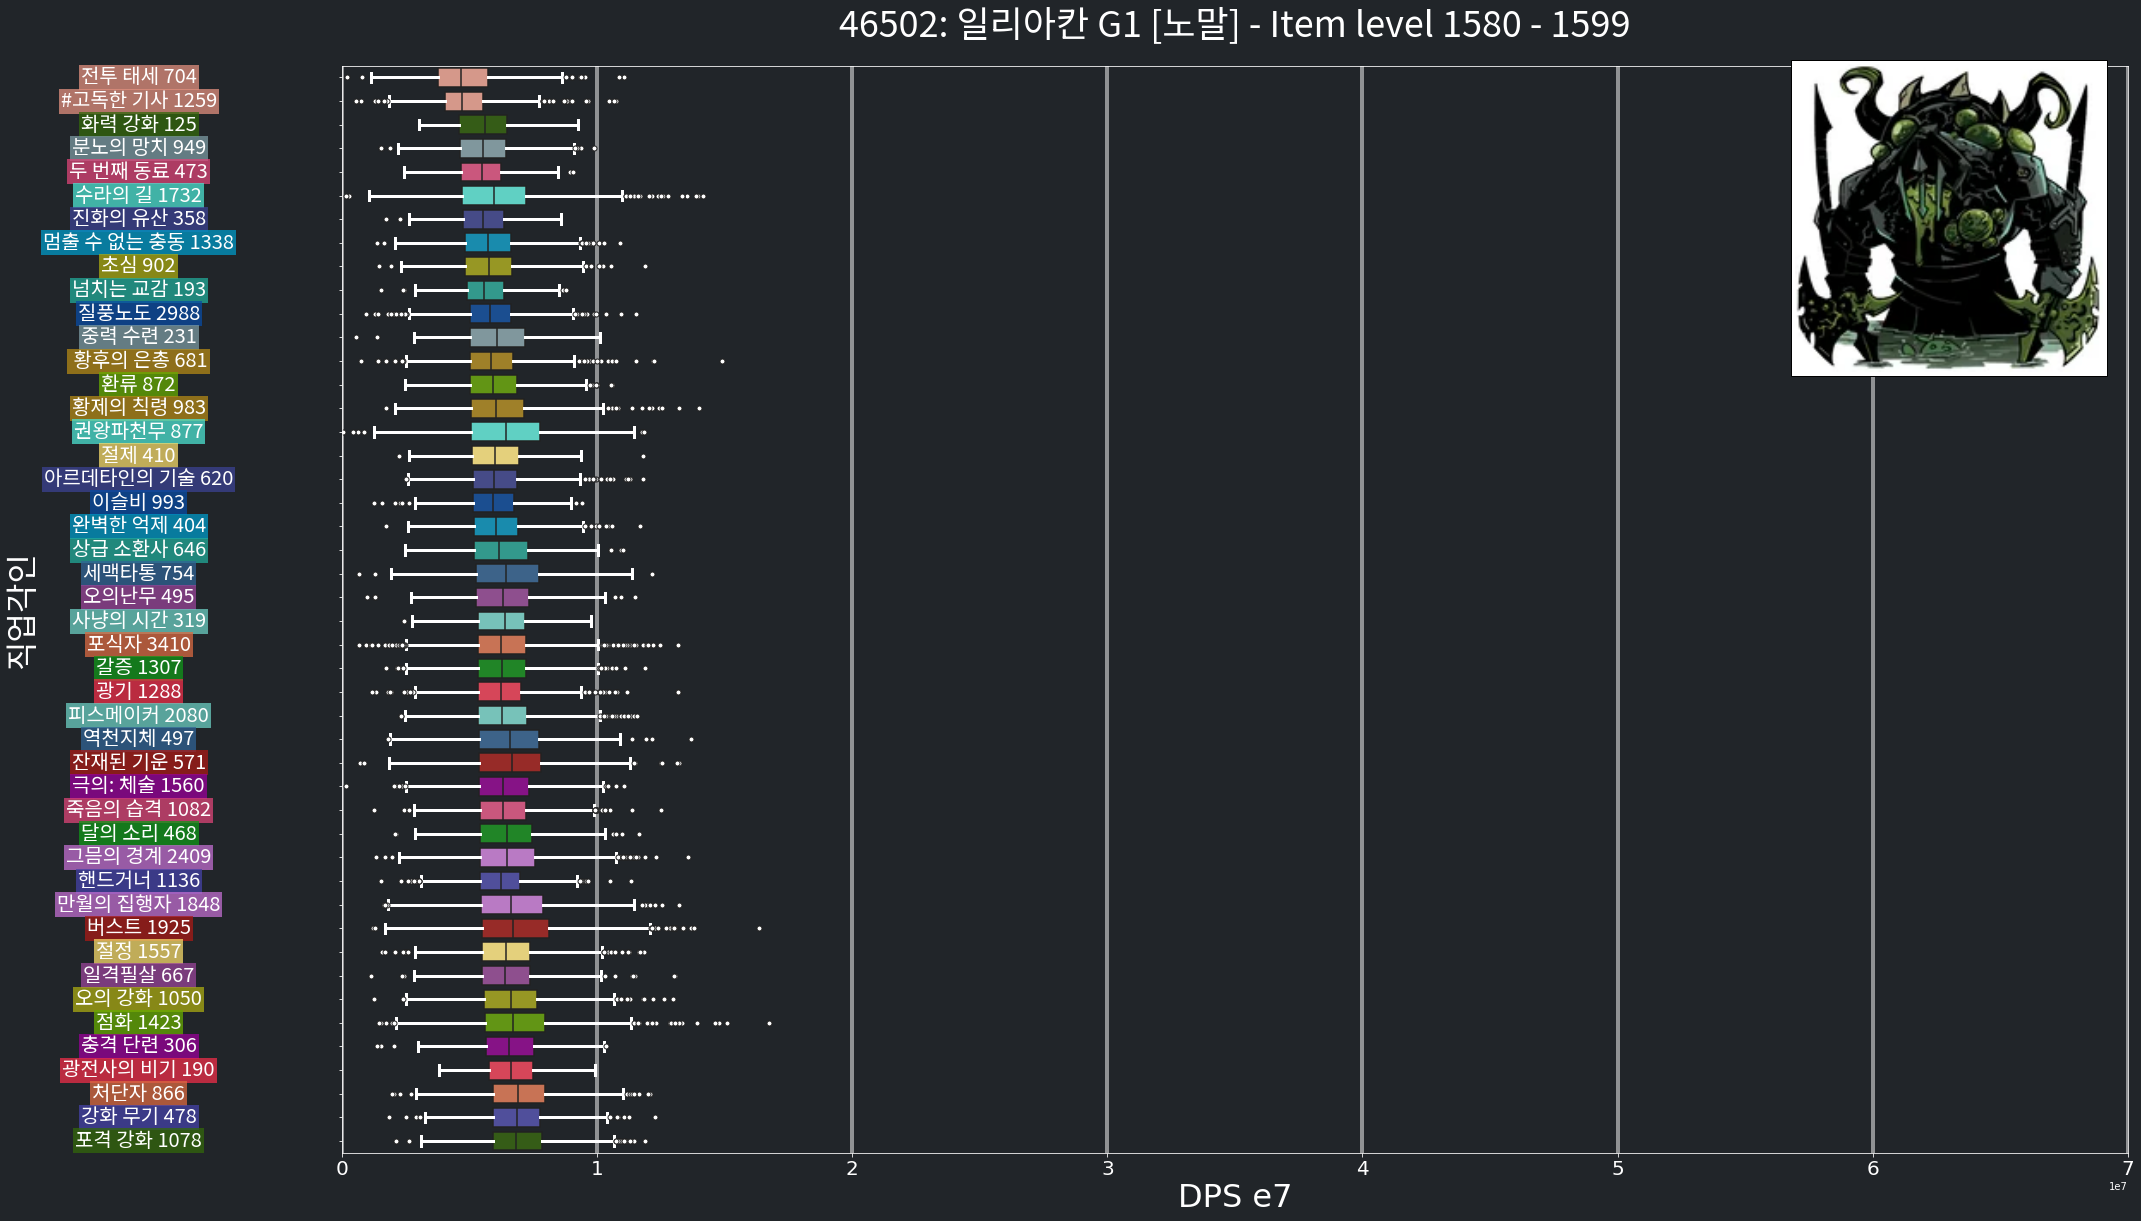 46502: 일리아칸 G1 [노말] - Item level 1580 - 1599
전투 태세 704
#고독한 기사 1259
화력 강화 125
분노의 망치 949
두 번째 동료 473
수라의 길 1732
진화의 유산 358
멈출 수 없는 충동 1338
초심 902
넘치는 교감 193
질풍노도 2988
중력 수련 231
황후의 은총 681
환류 872
황제의 칙령 983
권왕파천무 877
절제 410
아르데타인의 기술 620
이슬비 993
완벽한 억제 404
상급 소환사 646
세맥타통 754
오의난무 495
사냥의 시간 319
포식자 3410
갈증 1307
광기 1288
피스메이커 2080
역천지체 497
잔재된 기운 571
극의: 체술 1560
죽음의 습격 1082
달의 소리 468
그믐의 경계 2409
핸드거너 1136
만월의 집행자 1848
버스트 1925
절정 1557
일격필살 667
오의 강화 1050
점화 1423
충격 단련 306
광전사의 비기 190
처단자 866
강화 무기 478
포격 강화 1078
직업각인
0 1 2 3 4 5 6 7
1e7
DPS e7